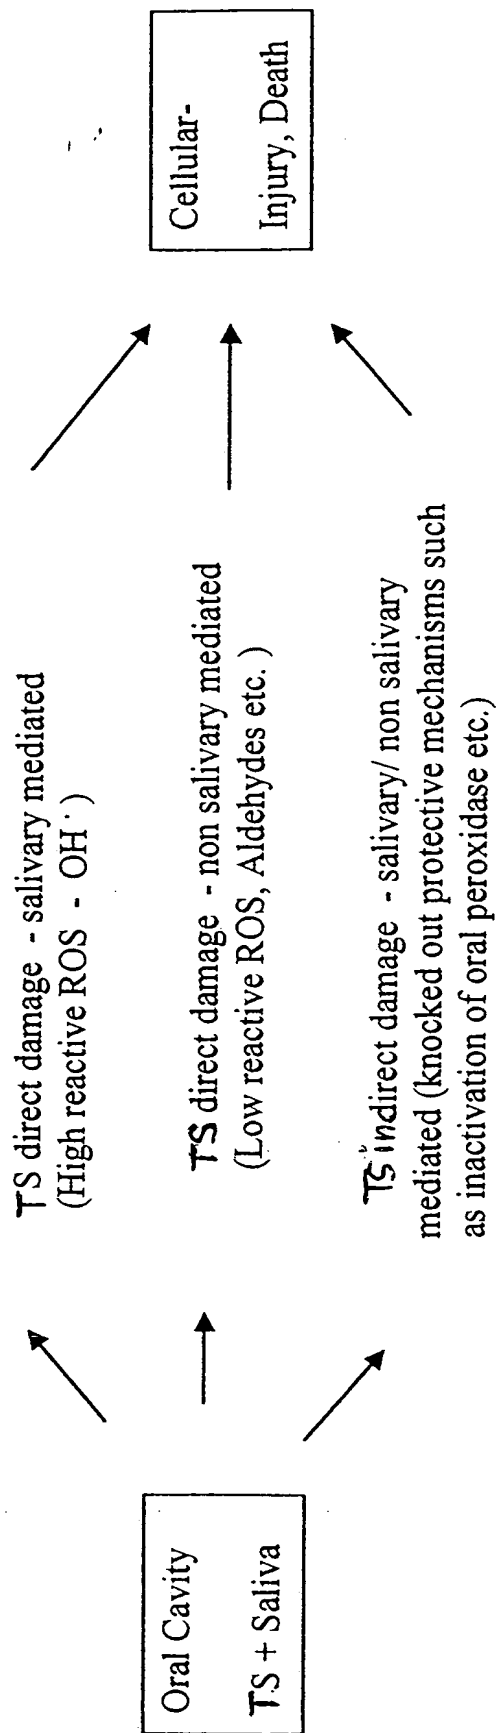 Oral Cavity
TS + Saliva
TS direct damage - salivary mediated
(High reactive ROS - OH˙)
TS direct damage - non salivary mediated
(Low reactive ROS, Aldehydes etc. )
TS indirect damage - salivary/ non salivary
mediated (knocked out protective mechanisms such
as inactivation of oral peroxidase etc.)
Cellular-
Injury, Death